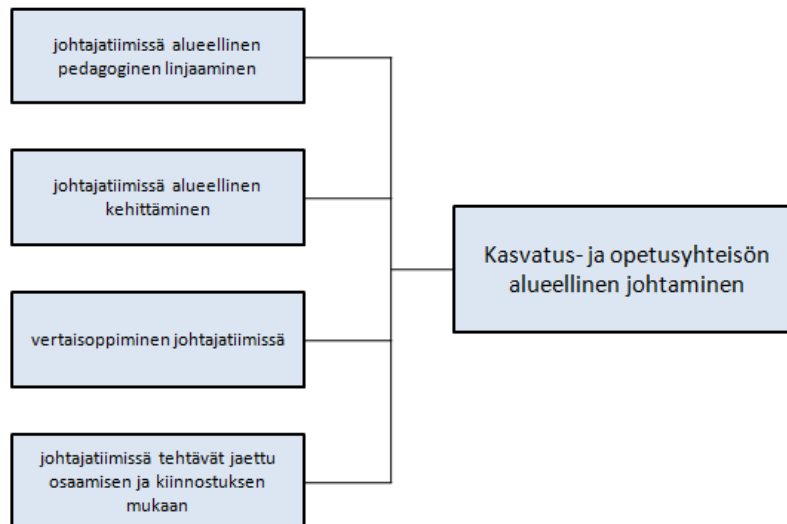 johtajatiimissä alueellinen
pedagoginen linjaaminen
johtajatiimissä alueellinen
kehittäminen
vertaisoppiminen johtajatiimissä
johtajatiimissä tehtävät jaettu
osaamisen ja kiinnostuksen
mukaan
Kasvatus- ja opetusyhteisön
alueellinen johtaminen